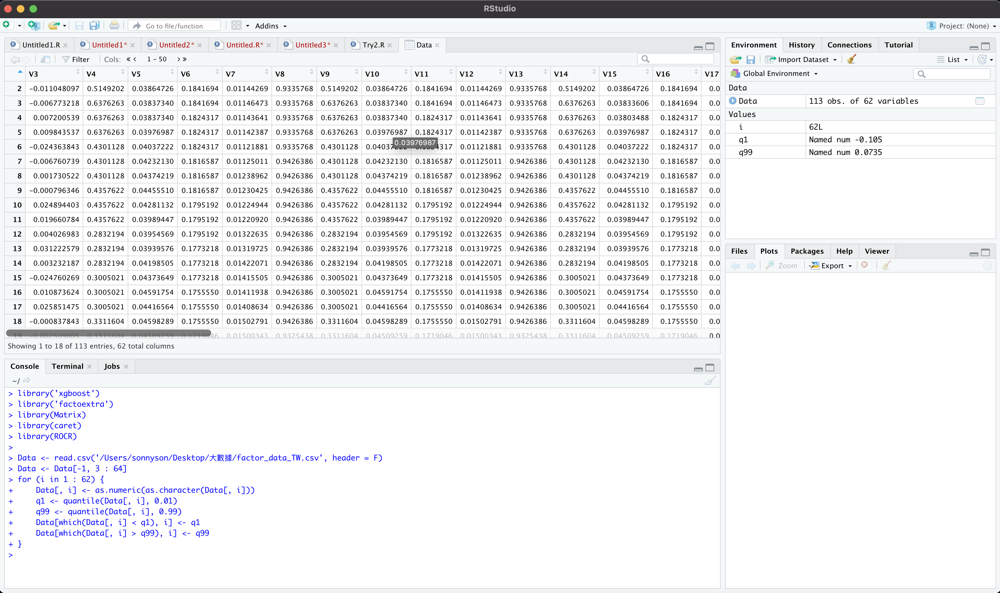 RStudio
Go to file/function Addins Project: (None)
Untitled1.R Untitled1* Untitled2* Untitled.R* Untitled3* Try2.R Data
Filter Cols: « < 1 - 50 > »
V3 V4 V5 V6 V7 V8 V9 V10 V11 V12 V13 V14 V15 V16 V17
2 -0.011048097 0.5149202 0.03864726 0.1841694 0.01144269 0.9335768 0.5149202 0.03864726 0.1841694 0.01144269 0.9335768 0.5149202 0.03864726 0.1841694 0.0
3 -0.006773218 0.6376263 0.03837340 0.1841694 0.01146473 0.9335768 0.6376263 0.03837340 0.1841694 0.01146473 0.9335768 0.6376263 0.03833606 0.1841694 0.0
4 0.007200539 0.6376263 0.03837340 0.1824317 0.01143641 0.9335768 0.6376263 0.03837340 0.1824317 0.01143641 0.9335768 0.6376263 0.03803488 0.1824317 0.0
5 0.009843537 0.6376263 0.03976987 0.1824317 0.01142387 0.9335768 0.6376263 0.03976987 0.1824317 0.01142387 0.9335768 0.6376263 0.03976987 0.1824317 0.0
0.03976987
6 -0.024363843 0.4301128 0.04037222 0.1824317 0.01121881 0.9335768 0.4301128 0.04037222 0.1824317 0.01121881 0.9335768 0.4301128 0.04037222 0.1824317 0.0
7 -0.006760739 0.4301128 0.04232130 0.1816587 0.01125011 0.9426386 0.4301128 0.04232130 0.1816587 0.01125011 0.9426386 0.4301128 0.04232130 0.1816587 0.0
8 0.001730522 0.4301128 0.04374219 0.1816587 0.01238962 0.9426386 0.4301128 0.04374219 0.1816587 0.01238962 0.9426386 0.4301128 0.04374219 0.1816587 0.0
9 -0.000796346 0.4357622 0.04455510 0.1816587 0.01230425 0.9426386 0.4357622 0.04455510 0.1816587 0.01230425 0.9426386 0.4357622 0.04455510 0.1816587 0.0
10 0.024894403 0.4357622 0.04281132 0.1795192 0.01224944 0.9426386 0.4357622 0.04281132 0.1795192 0.01224944 0.9426386 0.4357622 0.04281132 0.1795192 0.0
11 0.019660784 0.4357622 0.03989447 0.1795192 0.01220920 0.9426386 0.4357622 0.03989447 0.1795192 0.01220920 0.9426386 0.4357622 0.03989447 0.1795192 0.0
12 0.004026983 0.2832194 0.03954569 0.1795192 0.01322635 0.9426386 0.2832194 0.03954569 0.1795192 0.01322635 0.9426386 0.2832194 0.03954569 0.1795192 0.0
13 0.031222579 0.2832194 0.03939576 0.1773218 0.01319725 0.9426386 0.2832194 0.03939576 0.1773218 0.01319725 0.9426386 0.2832194 0.03939576 0.1773218 0.0
14 0.003232187 0.2832194 0.04198505 0.1773218 0.01422071 0.9426386 0.2832194 0.04198505 0.1773218 0.01422071 0.9426386 0.2832194 0.04198505 0.1773218 0.0
15 -0.024760269 0.3005021 0.04373649 0.1773218 0.01415505 0.9426386 0.3005021 0.04373649 0.1773218 0.01415505 0.9426386 0.3005021 0.04373649 0.1773218 0.0
16 0.010873624 0.3005021 0.04591754 0.1755550 0.01411938 0.9426386 0.3005021 0.04591754 0.1755550 0.01411938 0.9426386 0.3005021 0.04591754 0.1755550 0.0
17 0.025851475 0.3005021 0.04416564 0.1755550 0.01408634 0.9426386 0.3005021 0.04416564 0.1755550 0.01408634 0.9426386 0.3005021 0.04416564 0.1755550 0.0
18 -0.000837843 0.3311604 0.04598289 0.1755550 0.01502791 0.9426386 0.3311604 0.04598289 0.1755550 0.01502791 0.9426386 0.3311604 0.04598289 0.1755550 0.0
19 -0.002509805 0.3311604 0.04509259 0.1719046 0.01500343 0.9325438 0.3311604 0.04509259 0.1719046 0.01500343 0.9325438 0.3311604 0.04509259 0.1719046 0.0
Showing 1 to 18 of 113 entries, 62 total columns
Console Terminal Jobs
~/
> library('xgboost')
> library('factoextra')
> library(Matrix)
> library(caret)
> library(ROCR)
>
> Data <- read.csv('/Users/sonnyson/Desktop/大數據/factor_data_TW.csv', header = F)
> Data <- Data[-1, 3 : 64]
> for (i in 1 : 62) {
+     Data[, i] <- as.numeric(as.character(Data[, i]))
+     q1 <- quantile(Data[, i], 0.01)
+     q99 <- quantile(Data[, i], 0.99)
+     Data[which(Data[, i] < q1), i] <- q1
+     Data[which(Data[, i] > q99), i] <- q99
+ }
>
Environment History Connections Tutorial
Import Dataset List
Global Environment
Data
Data 113 obs. of 62 variables
Values
i 62L
q1 Named num -0.105
q99 Named num 0.0735
Files Plots Packages Help Viewer
Zoom Export